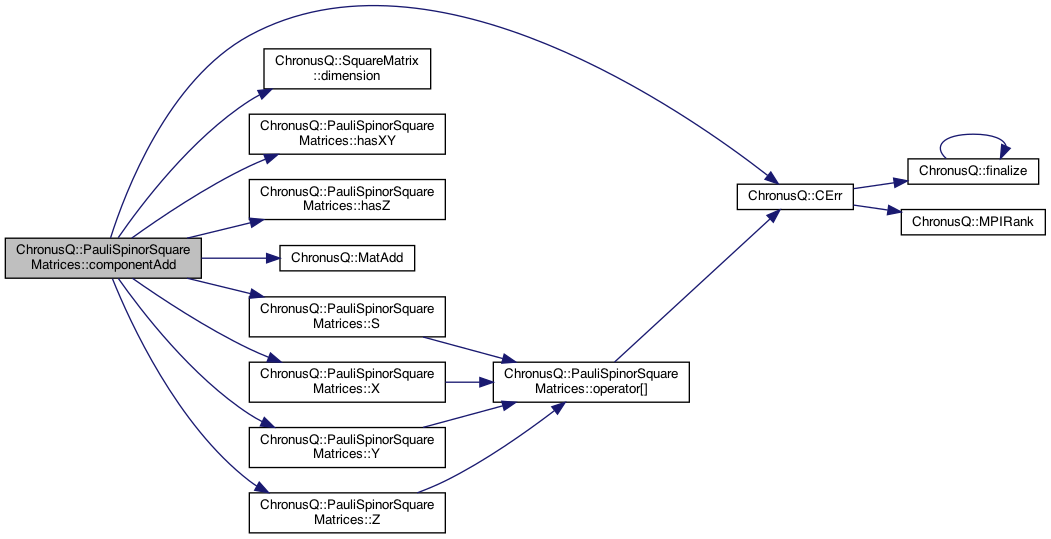 ChronusQ::PauliSpinorSquare
Matrices::componentAdd
ChronusQ::SquareMatrix
::dimension
ChronusQ::PauliSpinorSquare
Matrices::hasXY
ChronusQ::PauliSpinorSquare
Matrices::hasZ
ChronusQ::MatAdd
ChronusQ::PauliSpinorSquare
Matrices::S
ChronusQ::PauliSpinorSquare
Matrices::X
ChronusQ::PauliSpinorSquare
Matrices::Y
ChronusQ::PauliSpinorSquare
Matrices::Z
ChronusQ::PauliSpinorSquare
Matrices::operator[]
ChronusQ::CErr
ChronusQ::finalize
ChronusQ::MPIRank